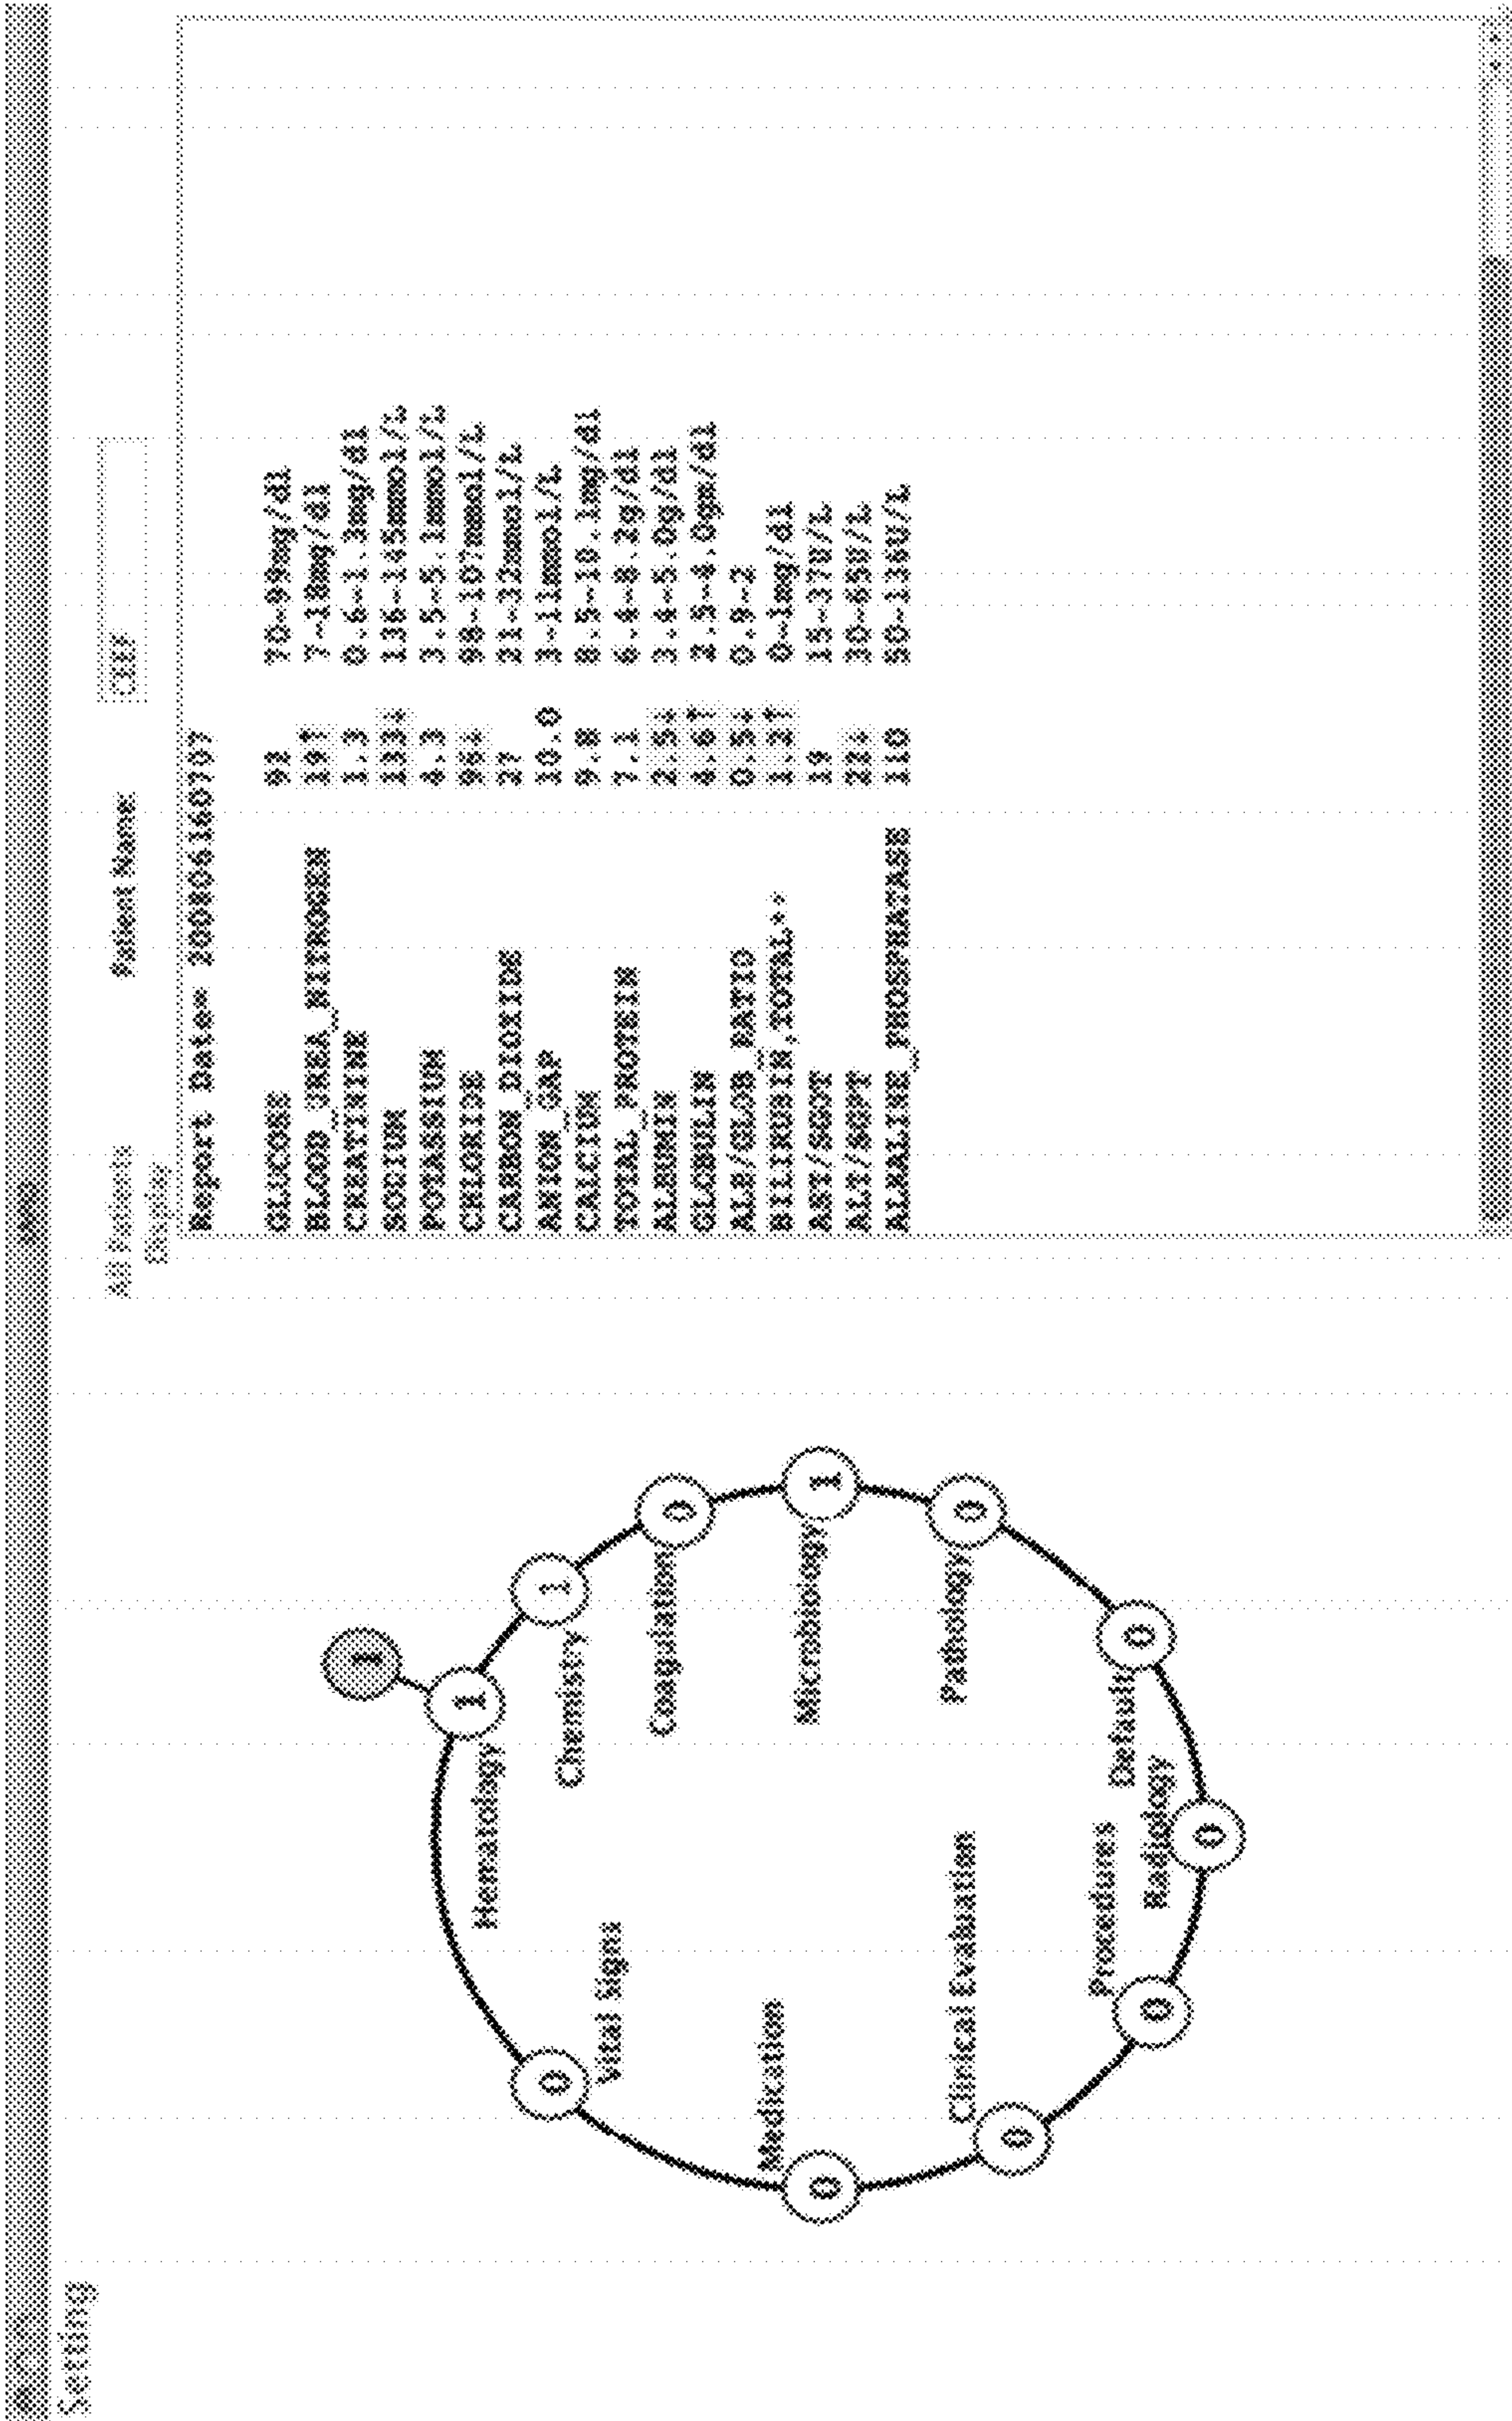 Setting
All Patients
Display
Patient Name:
Report Date= 200806160707
GLUCOSE 92 70-99mg/dl
BLOOD_UREA_NITROGEN 19↑ 7-18mg/dl
CREATININE 1.3 0.6-1.3mg/dl
SODIUM 133↓ 136-145mmol/L
POTASSIUM 4.3 3.5-5.1mmol/L
CHLORIDE 96↓ 98-107mmol/L
CARBON_DIOXIDE 27 21-32mmol/L
ANION_GAP 10.0 3-11mmol/L
CALCIUM 9.8 8.5-10.1mg/dl
TOTAL_PROTEIN 7.1 6.4-8.2g/dl
ALBUMIN 2.5↓ 3.4-5.0g/dl
GLOBULIN 4.6↑ 2.5-4.0gm/dl
ALB/GLOB_RATIO 0.5↓ 0.9-2
BILIRUBIN,TOTAL++ 1.2↑ 0-1mg/dl
AST/SGOT 19 15-37U/L
ALT/SGPT 22↓ 30-65U/L
ALKALINE_PHOSPHATASE 110 50-136U/L
1
Hematology 1
Chemistry 1
Coagulation 0
Microbiology 1
Pathology 0
Default 0
Radiology 0
Procedures 0
Clinical Evaluation 0
Medication 0
Vital Signs 0